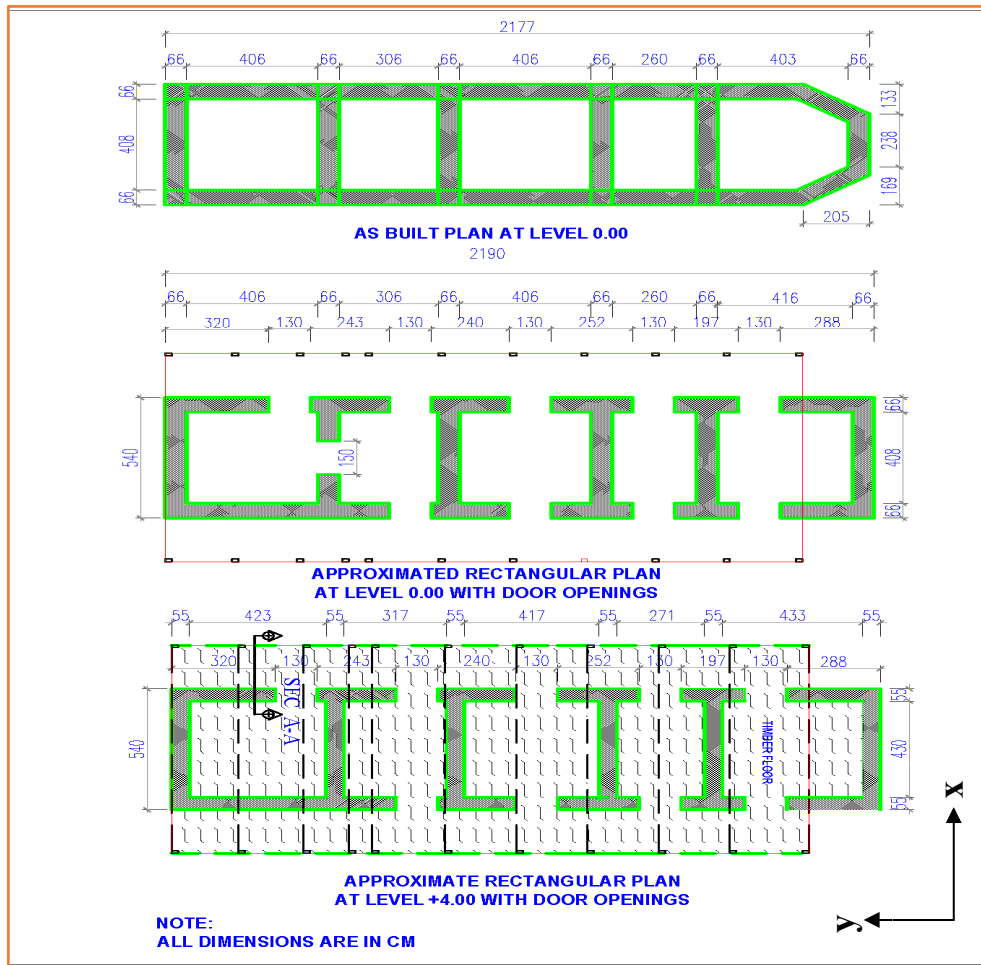 2177
66 406 66 306 66 406 66 260 66 403 66
66
408
66
133
238
169
205
AS BUILT PLAN AT LEVEL 0.00
2190
66 406 66 306 66 406 66 260 66 416 66
320 130 243 130 240 130 252 130 197 130 288
540
150
66
408
66
APPROXIMATED RECTANGULAR PLAN
AT LEVEL 0.00 WITH DOOR OPENINGS
55 423 55 317 55 417 55 271 55 433 55
320 130 243 130 240 130 252 130 197 130 288
SEC A-A
TIMBER FLOOR
540
55
430
55
x
y
APPROXIMATE RECTANGULAR PLAN
AT LEVEL +4.00 WITH DOOR OPENINGS
NOTE:
ALL DIMENSIONS ARE IN CM